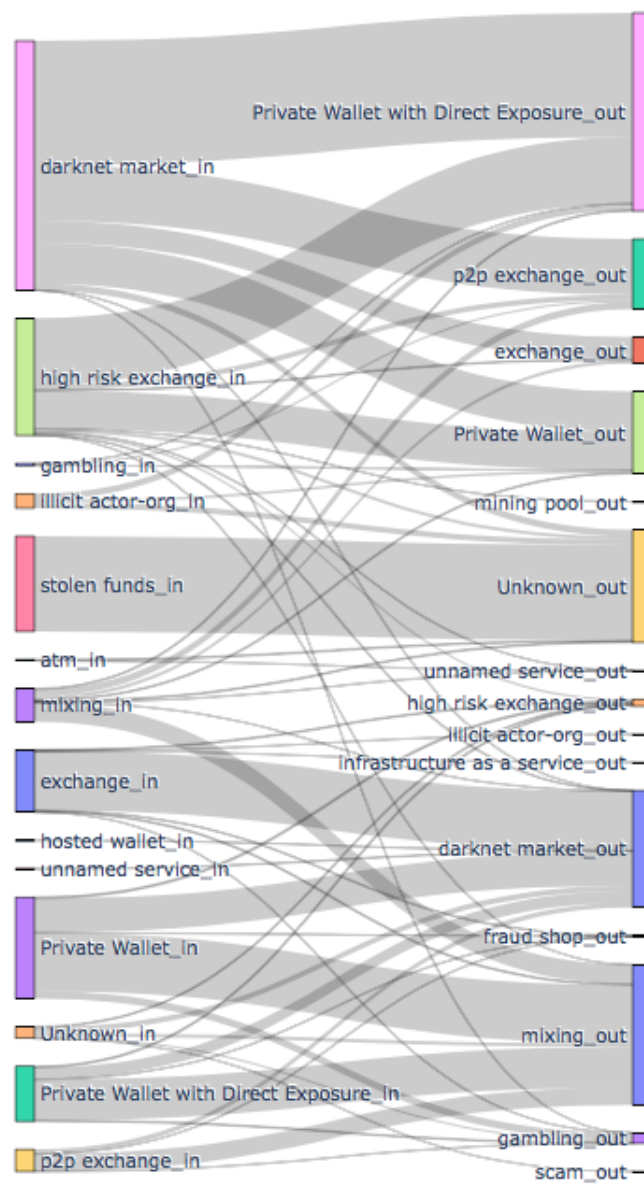 Private Wallet with Direct Exposure_out
darknet market_in
p2p exchange_out
exchange_out
high risk exchange_in
Private Wallet_out
gambling_in
illicit actor-org_in
mining pool_out
stolen funds_in
Unknown_out
atm_in
unnamed service_out
mixing_in
high risk exchange_out
illicit actor-org_out
infrastructure as a service_out
exchange_in
hosted wallet_in
darknet market_out
unnamed service_in
fraud shop_out
Private Wallet_in
Unknown_in
mixing_out
Private Wallet with Direct Exposure_in
gambling_out
p2p exchange_in
scam_out